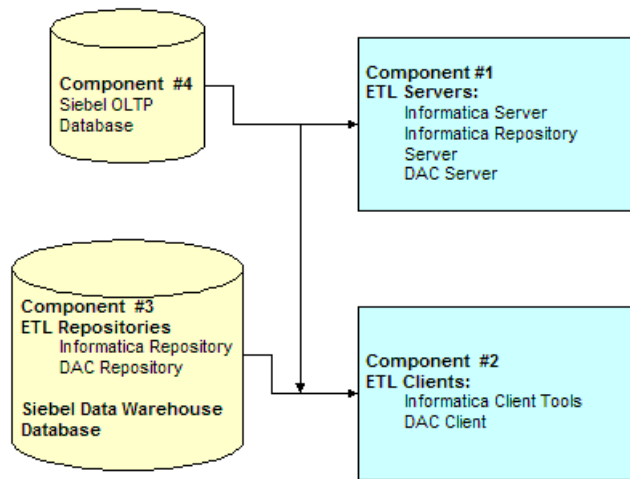 Component #4
Siebel OLTP
Database
Component #1
ETL Servers:
Informatica Server
Informatica Repository
Server
DAC Server
Component #3
ETL Repositories
Informatica Repository
DAC Repository
Siebel Data Warehouse
Database
Component #2
ETL Clients:
Informatica Client Tools
DAC Client